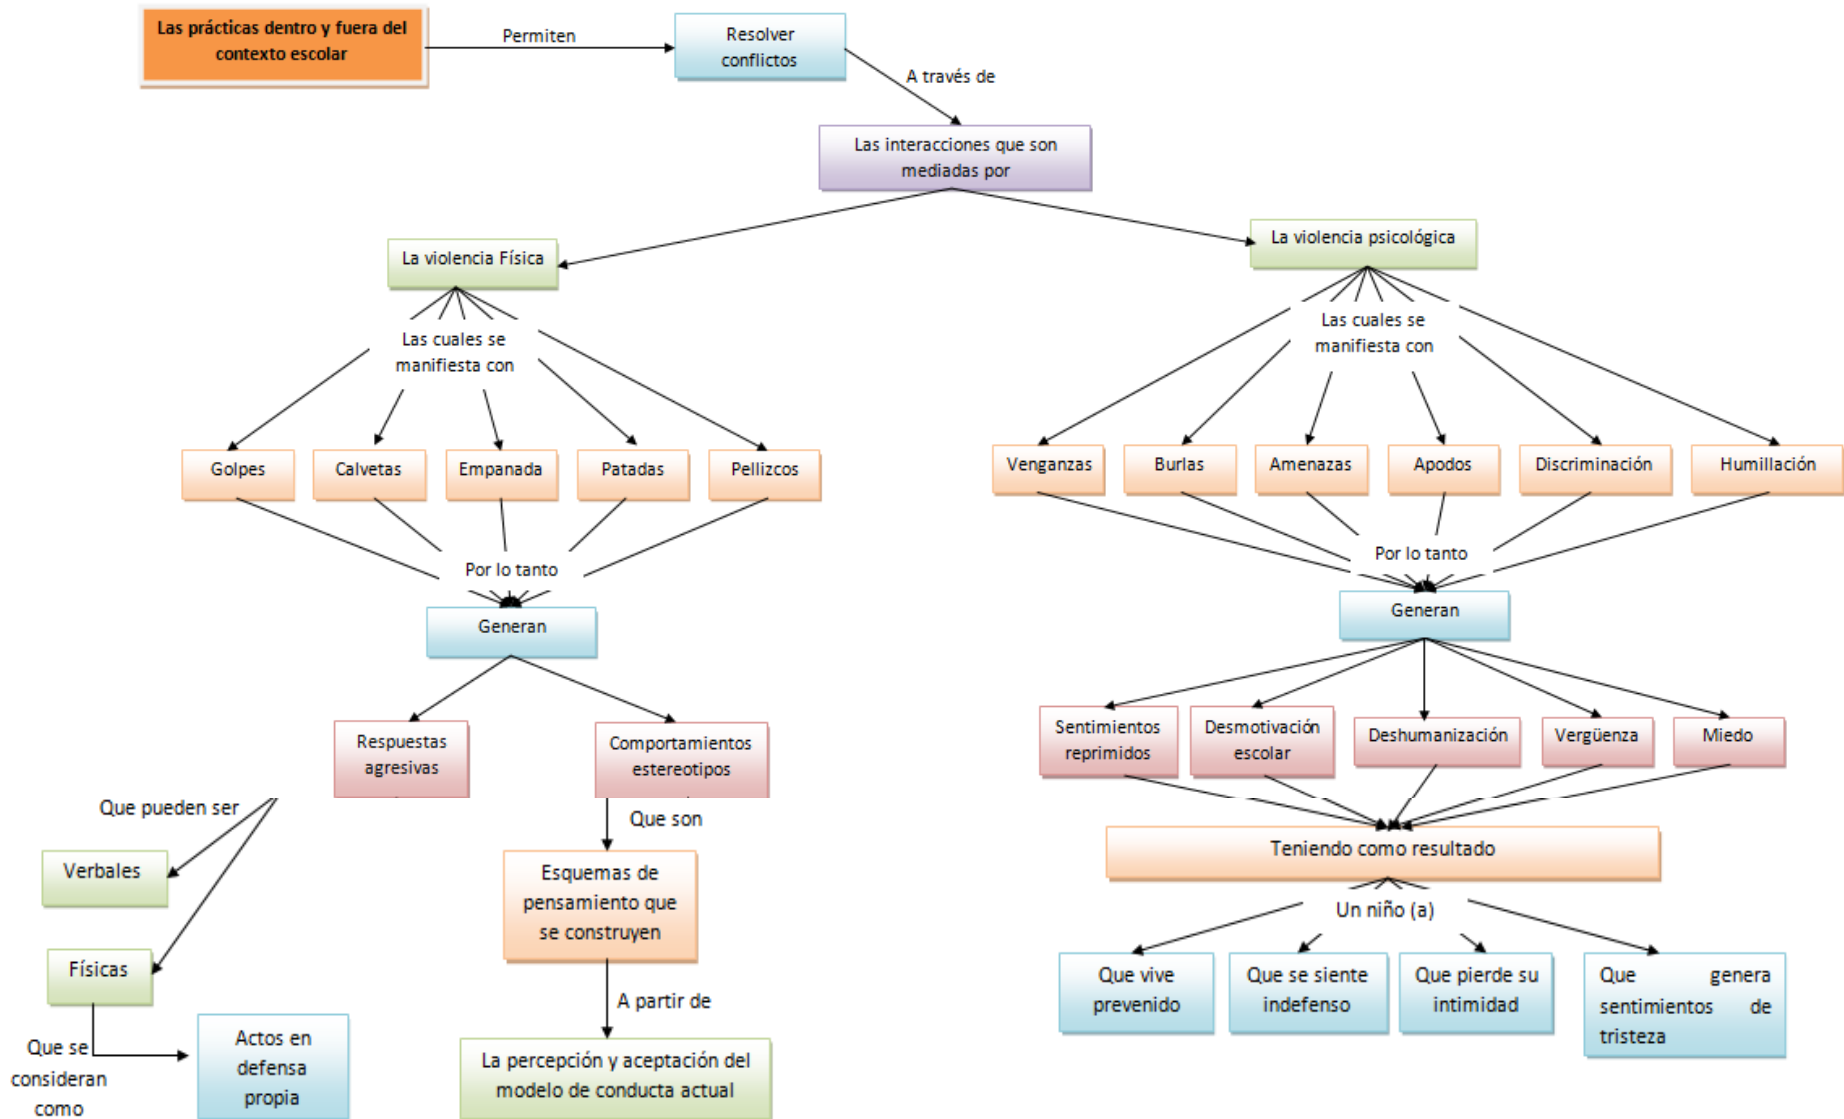 Las prácticas dentro y fuera del
contexto escolar
Permiten
Resolver
conflictos
A través de
Las interacciones que son
mediadas por
La violencia Física
La violencia psicológica
Las cuales se
manifiesta con
Las cuales se
manifiesta con
Golpes
Calvetas
Empanada
Patadas
Pellizcos
Venganzas
Burlas
Amenazas
Apodos
Discriminación
Humillación
Por lo tanto
Por lo tanto
Generan
Generan
Respuestas
agresivas
Comportamientos
estereotipos
Sentimientos
reprimidos
Desmotivación
escolar
Deshumanización
Vergüenza
Miedo
Que pueden ser
Que son
Verbales
Esquemas de
pensamiento que
se construyen
Teniendo como resultado
Un niño (a)
Físicas
Que vive
prevenido
Que se siente
indefenso
Que pierde su
intimidad
Que genera
sentimientos de
tristeza
A partir de
Que se
consideran
como
Actos en
defensa
propia
La percepción y aceptación del
modelo de conducta actual